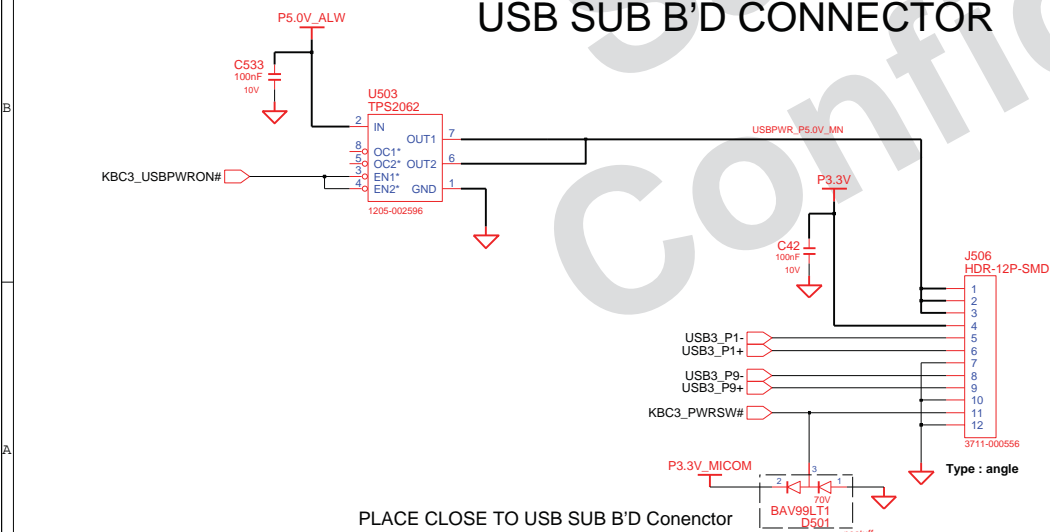 USB SUB B’D CONNECTOR
P5.0V_ALW
C533
100nF
10V
U503
TPS2062
2 IN
OUT1 7
8 OC1*
5 OC2* OUT2 6
3 EN1*
4 EN2* GND 1
1205-002596
KBC3_USBPWRON#
USBPWR_P5.0V_MN
P3.3V
C42
100nF
10V
J506
HDR-12P-SMD
1
2
3
4
USB3_P1- 5
USB3_P1+ 6
7
USB3_P9- 8
USB3_P9+ 9
10
KBC3_PWRSW# 11
12
3711-000556
Type : angle
P3.3V_MICOM
2 3 1
70V
BAV99LT1
D501
PLACE CLOSE TO USB SUB B’D Conenctor
B
A
Confi